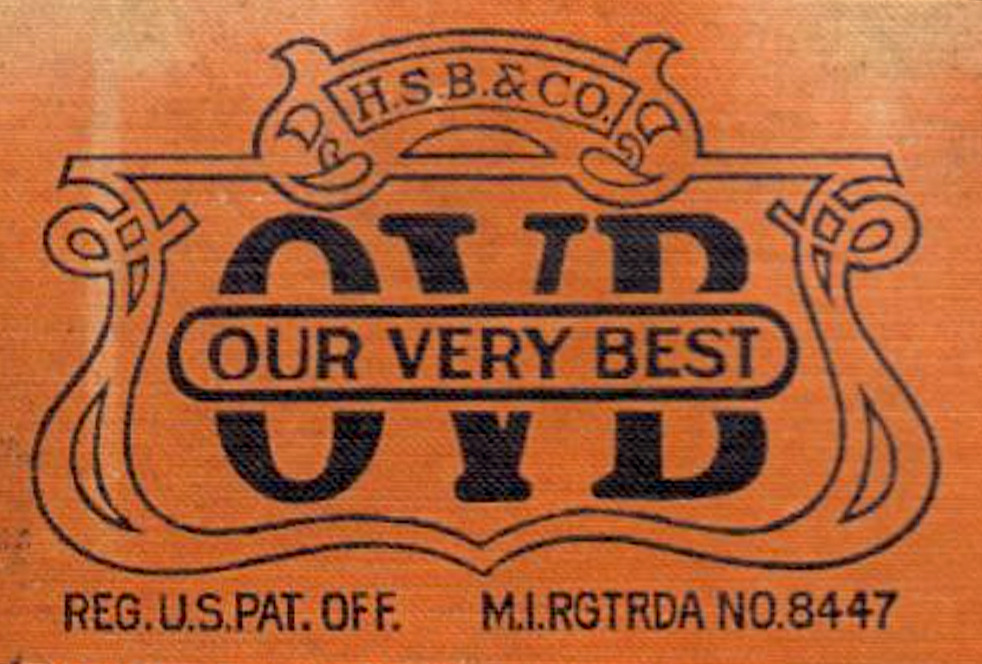 H.S.B.&CO.
OVB
OUR VERY BEST
REG.U.S.PAT. OFF. M.I.RGTRDA NO.8447